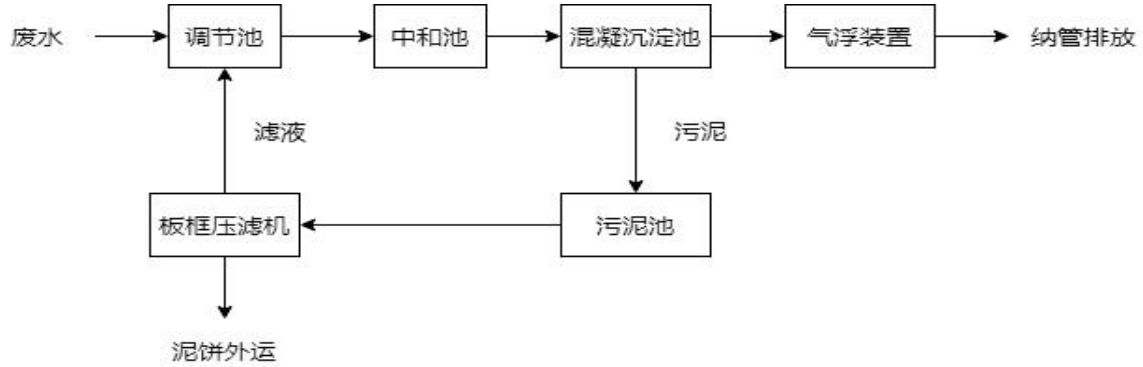 废水
调节池
中和池
混凝沉淀池
气浮装置
纳管排放
滤液
污泥
板框压滤机
污泥池
泥饼外运